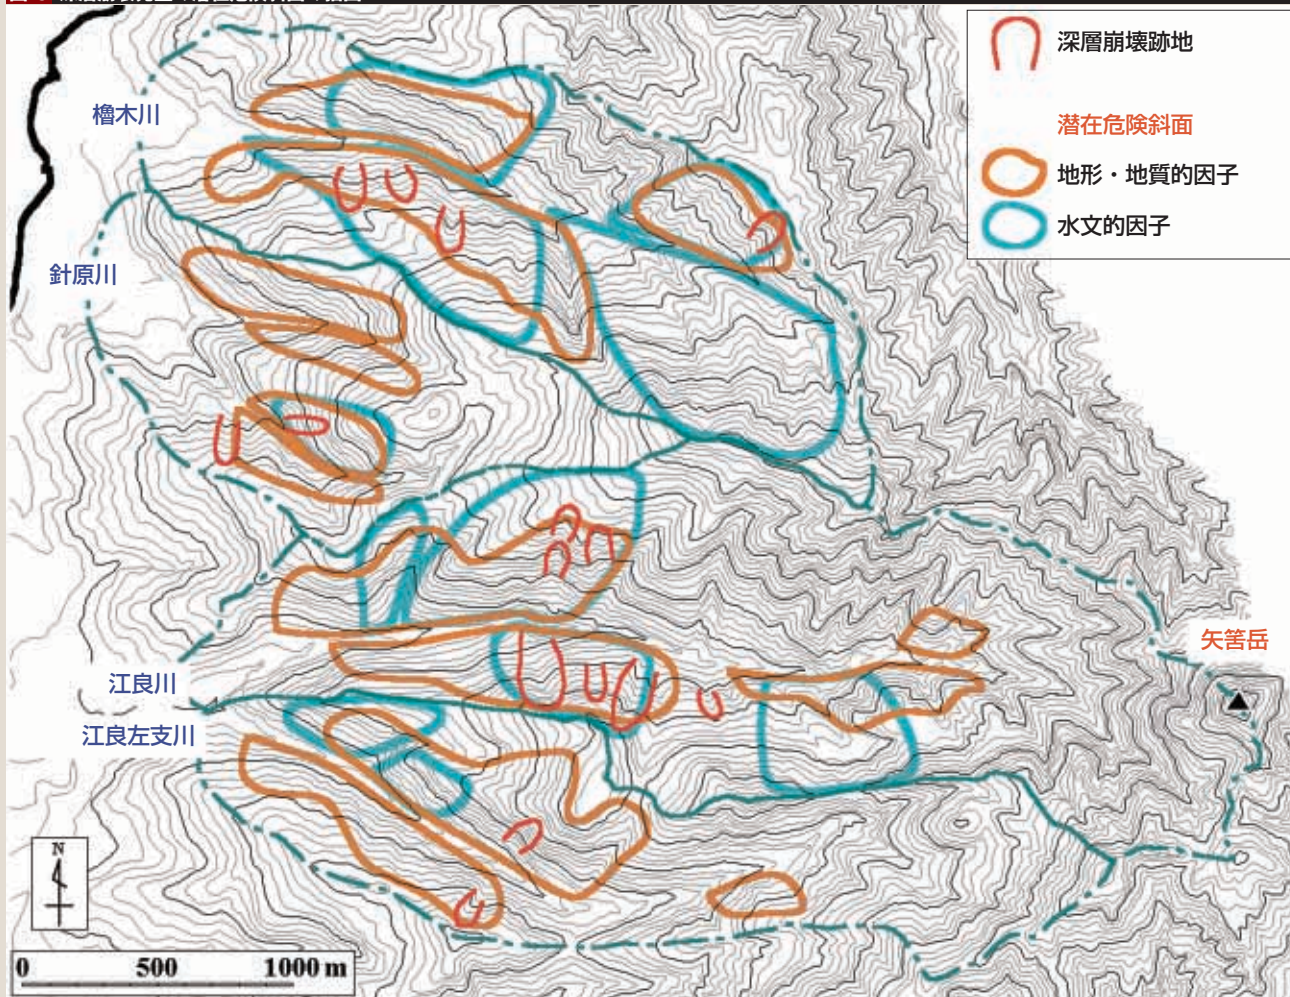 深層崩壊跡地
潜在危険斜面
地形・地質的因子
水文的因子
櫓木川
針原川
江良川
江良左支川
矢筈岳
N
0 500 1000 m